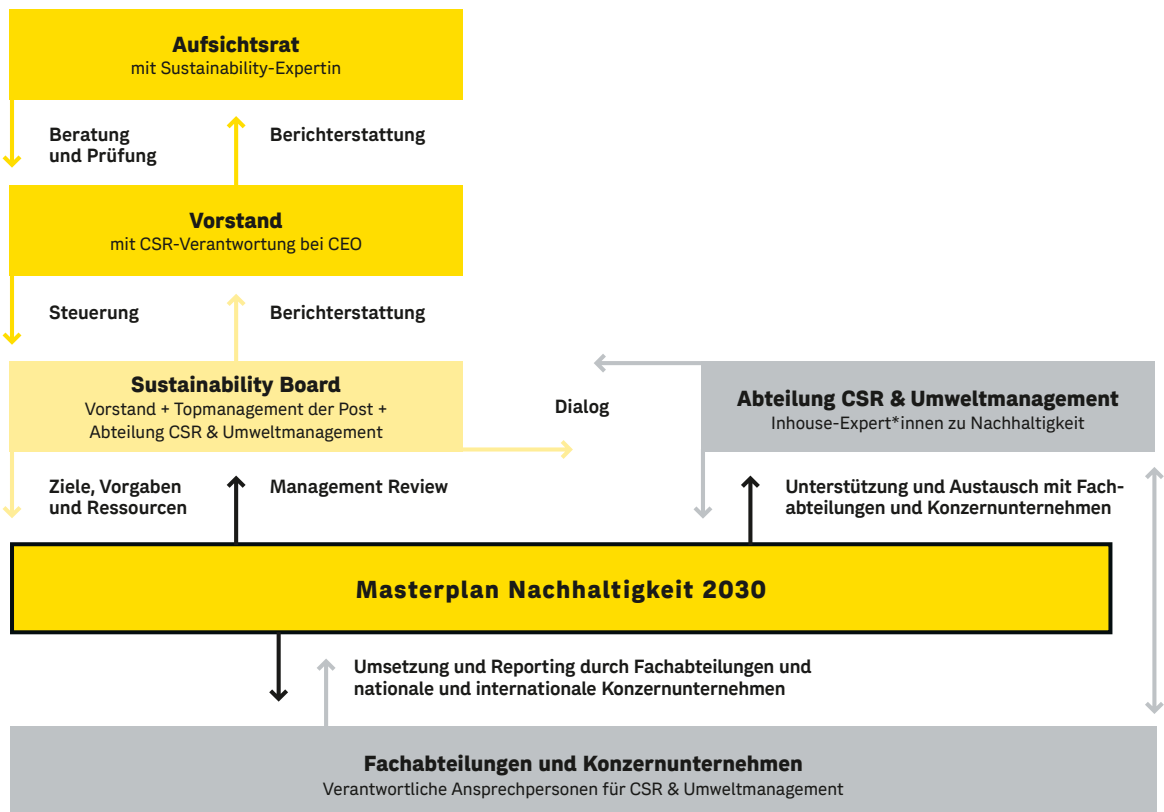 Aufsichtsrat
mit Sustainability-Expertin
Beratung
und Prüfung
Berichterstattung
Vorstand
mit CSR-Verantwortung bei CEO
Steuerung
Berichterstattung
Sustainability Board
Vorstand + Topmanagement der Post +
Abteilung CSR & Umweltmanagement
Dialog
Abteilung CSR & Umweltmanagement
Inhouse-Expert*innen zu Nachhaltigkeit
Ziele, Vorgaben
und Ressourcen
Management Review
Unterstützung und Austausch mit Fach-
abteilungen und Konzernunternehmen
Masterplan Nachhaltigkeit 2030
Umsetzung und Reporting durch Fachabteilungen und
nationale und internationale Konzernunternehmen
Fachabteilungen und Konzernunternehmen
Verantwortliche Ansprechpersonen für CSR & Umweltmanagement